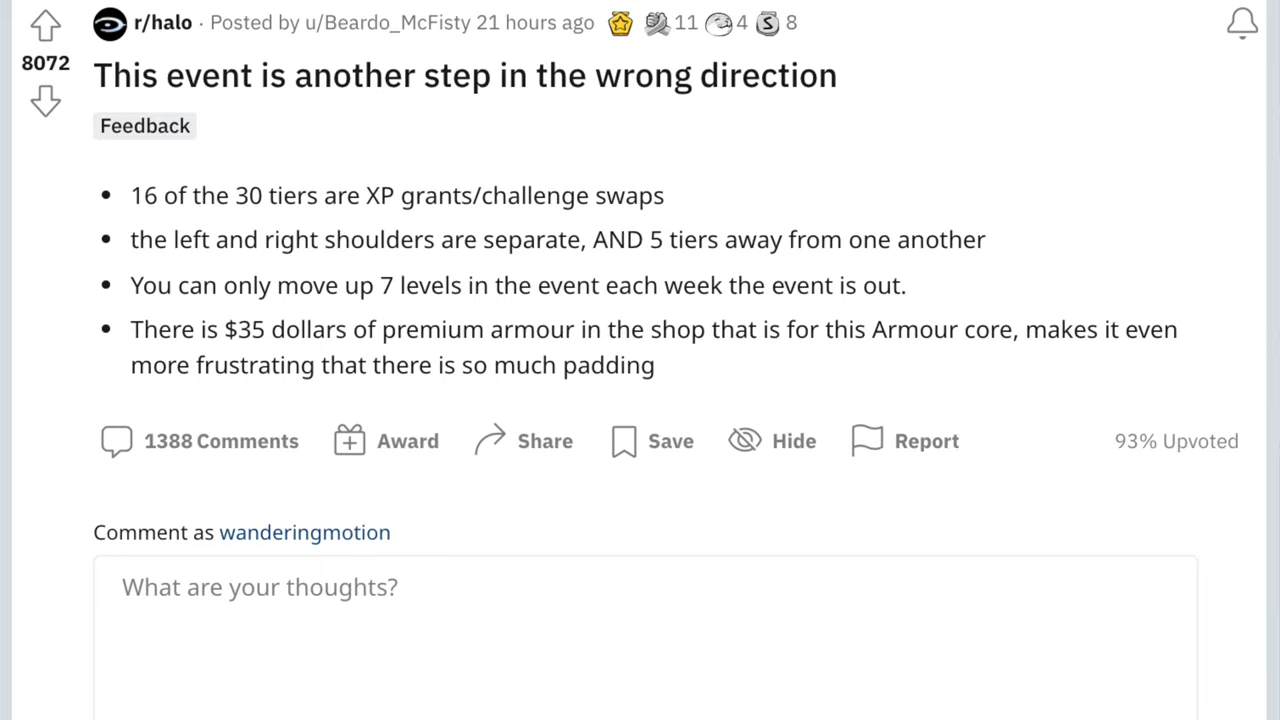 r/halo · Posted by u/Beardo_McFisty 21 hours ago 11 4 S 8
8072
This event is another step in the wrong direction
Feedback
• 16 of the 30 tiers are XP grants/challenge swaps
• the left and right shoulders are separate, AND 5 tiers away from one another
• You can only move up 7 levels in the event each week the event is out.
• There is $35 dollars of premium armour in the shop that is for this Armour core, makes it even
more frustrating that there is so much padding
1388 Comments Award Share Save Hide Report 93% Upvoted
Comment as wanderingmotion
What are your thoughts?